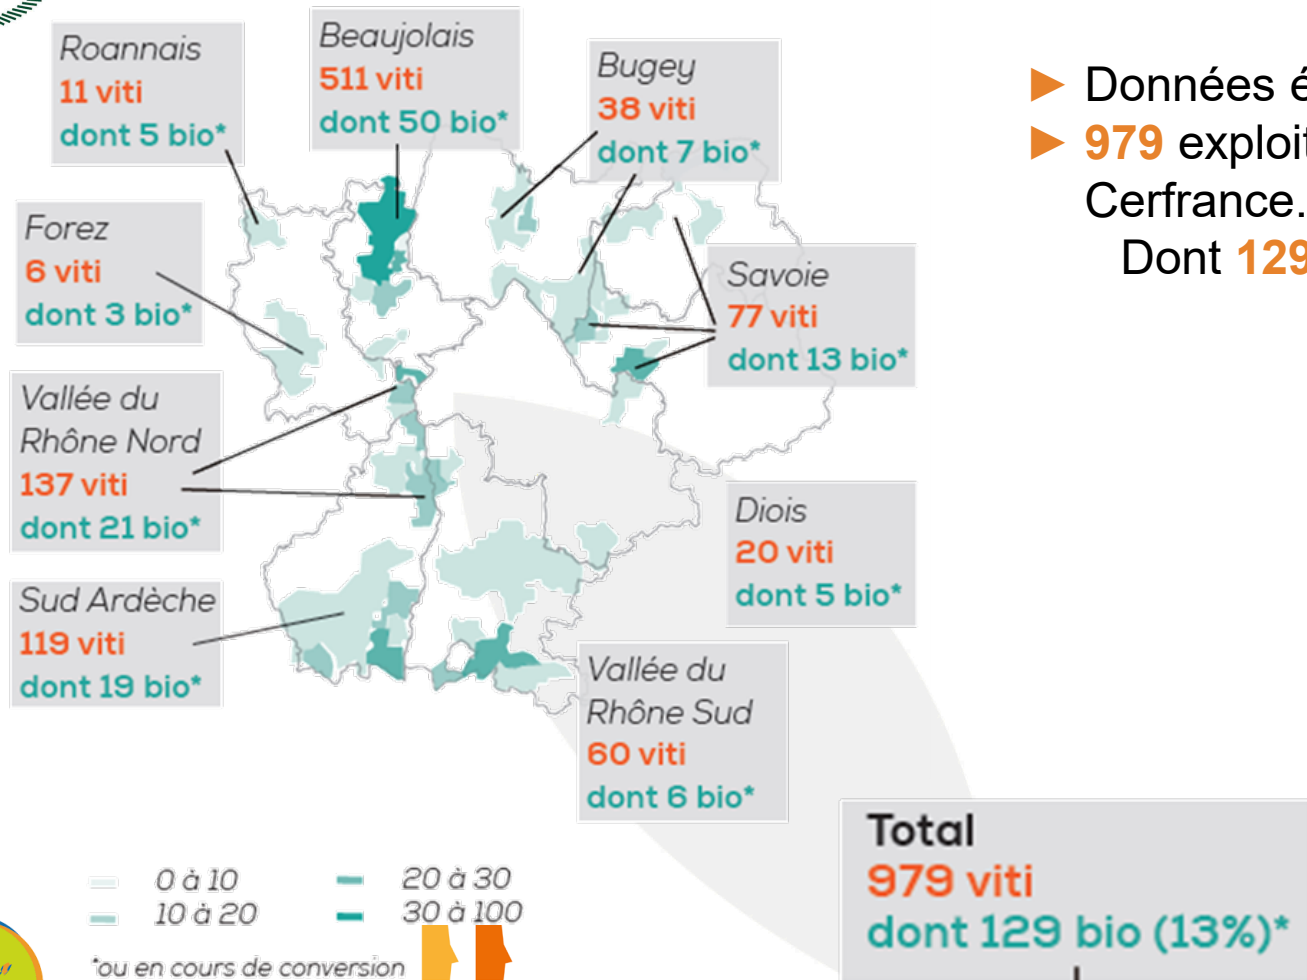 Roannais
11 viti
dont 5 bio*
Beaujolais
511 viti
dont 50 bio*
Bugey
38 viti
dont 7 bio*
Forez
6 viti
dont 3 bio*
Savoie
77 viti
dont 13 bio*
Vallée du
Rhône Nord
137 viti
dont 21 bio*
Diois
20 viti
dont 5 bio*
Sud Ardèche
119 viti
dont 19 bio*
Vallée du
Rhône Sud
60 viti
dont 6 bio*
0 à 10
10 à 20
20 à 30
30 à 100
*ou en cours de conversion
► Données
► 979
Cerfrance.
Dont 129
Total
979 viti
dont 129 bio (13%)*